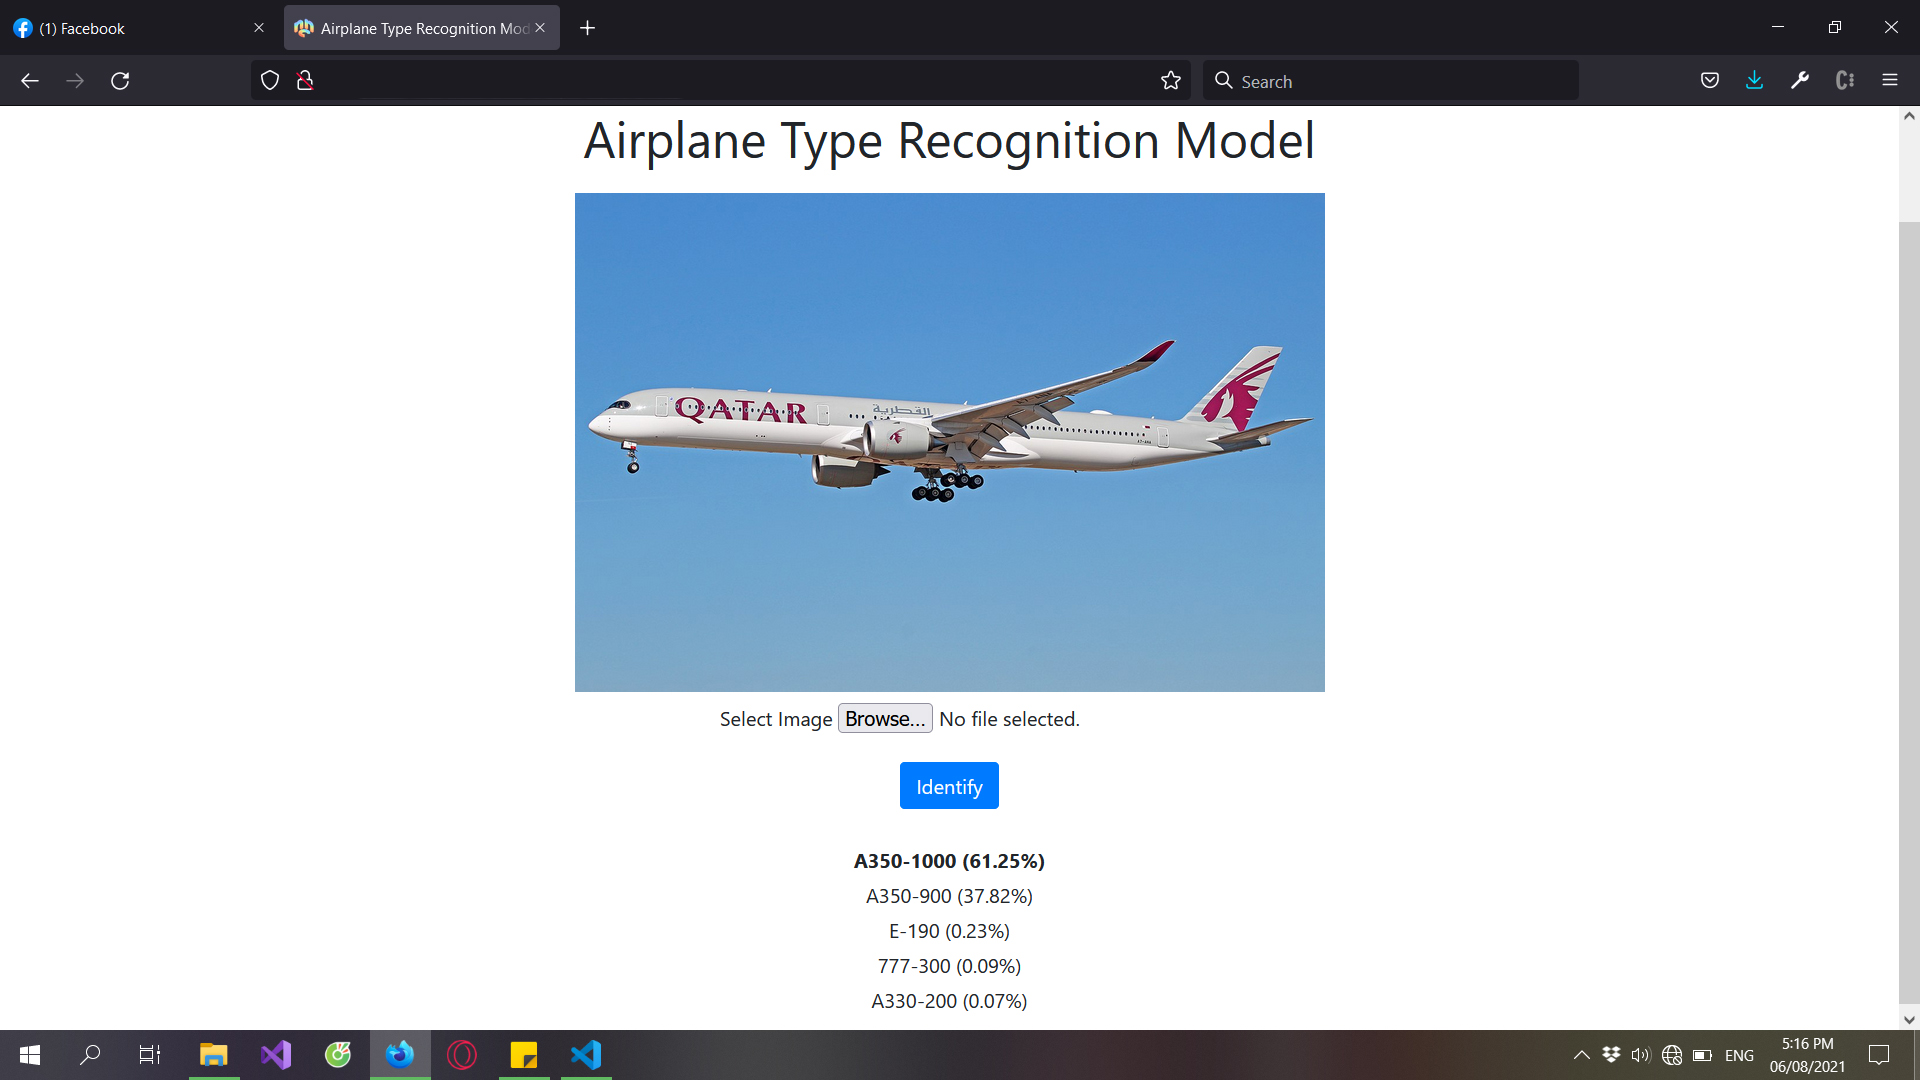 (1) Facebook
Airplane Type Recognition Mod
Search
Airplane Type Recognition Model
QATAR
القطرية
Select Image Browse... No file selected.
Identify
A350-1000 (61.25%)
A350-900 (37.82%)
E-190 (0.23%)
777-300 (0.09%)
A330-200 (0.07%)
ENG
5:16 PM
06/08/2021